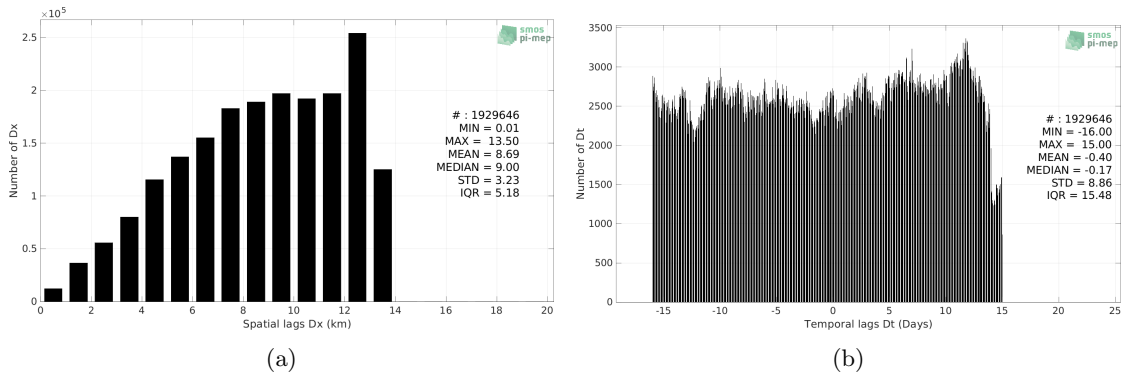 ×10⁵
2.5
2
1.5
1
0.5
0
Number of Dx
0 2 4 6 8 10 12 14 16 18 20
Spatial lags Dx (km)
smos
pi-mep
# : 1929646
MIN = 0.01
MAX = 13.50
MEAN = 8.69
MEDIAN = 9.00
STD = 3.23
IQR = 5.18
(a)
3500
3000
2500
2000
1500
1000
500
0
Number of Dt
-15 -10 -5 0 5 10 15 20 25
Temporal lags Dt (Days)
smos
pi-mep
# : 1929646
MIN = -16.00
MAX = 15.00
MEAN = -0.40
MEDIAN = -0.17
STD = 8.86
IQR = 15.48
(b)